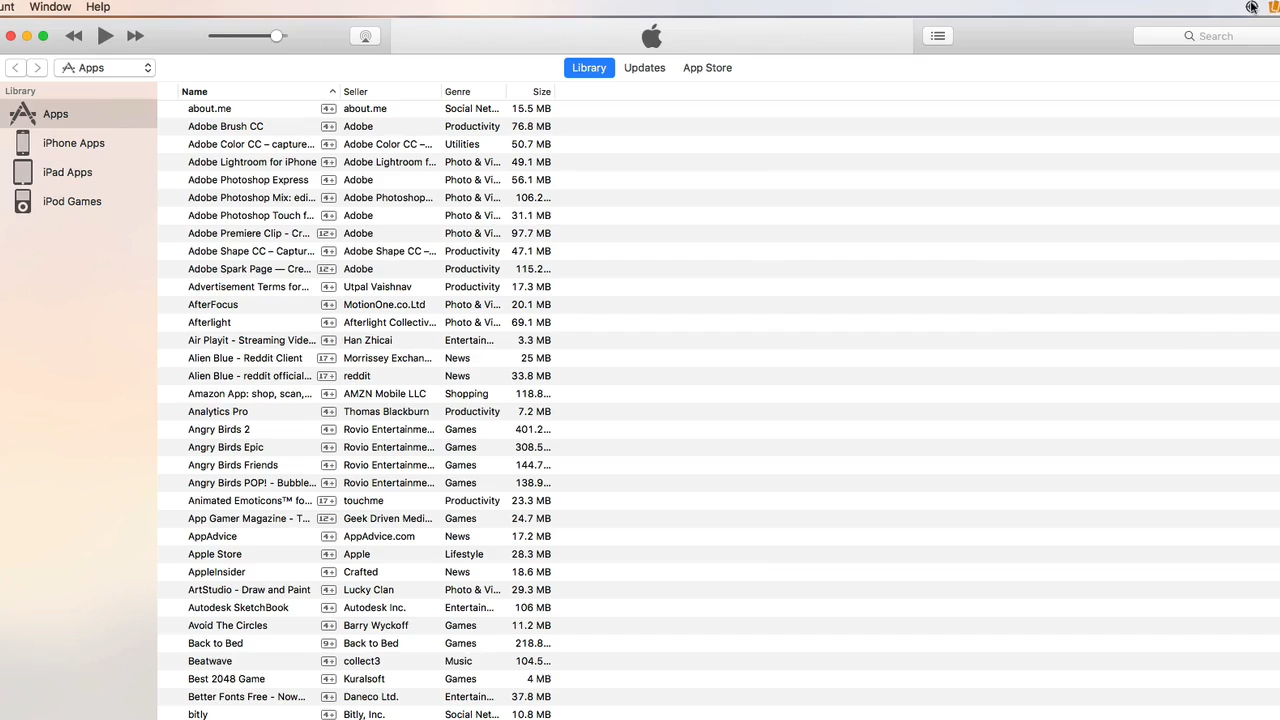 unt Window Help
Search
Apps Library Updates App Store
Library
Apps
iPhone Apps
iPad Apps
iPod Games
Name Seller Genre Size
about.me 4+ about.me Social Net... 15.5 MB
Adobe Brush CC 4+ Adobe Productivity 76.8 MB
Adobe Color CC – capture... 4+ Adobe Color CC –... Utilities 50.7 MB
Adobe Lightroom for iPhone 4+ Adobe Lightroom f... Photo & Vi... 49.1 MB
Adobe Photoshop Express 4+ Adobe Photo & Vi... 56.1 MB
Adobe Photoshop Mix: edi... 4+ Adobe Photoshop... Photo & Vi... 106.2...
Adobe Photoshop Touch f... 4+ Adobe Photo & Vi... 31.1 MB
Adobe Premiere Clip - Cr... 12+ Adobe Photo & Vi... 97.7 MB
Adobe Shape CC – Captur... 4+ Adobe Shape CC –... Productivity 47.1 MB
Adobe Spark Page — Cre... 12+ Adobe Productivity 115.2...
Advertisement Terms for... 4+ Utpal Vaishnav Productivity 17.3 MB
AfterFocus 4+ MotionOne.co.Ltd Photo & Vi... 20.1 MB
Afterlight 4+ Afterlight Collectiv... Photo & Vi... 69.1 MB
Air Playit - Streaming Vide... 4+ Han Zhicai Entertain... 3.3 MB
Alien Blue - Reddit Client 17+ Morrissey Exchan... News 25 MB
Alien Blue - reddit official... 17+ reddit News 33.8 MB
Amazon App: shop, scan,... 4+ AMZN Mobile LLC Shopping 118.8...
Analytics Pro 4+ Thomas Blackburn Productivity 7.2 MB
Angry Birds 2 4+ Rovio Entertainme... Games 401.2...
Angry Birds Epic 4+ Rovio Entertainme... Games 308.5...
Angry Birds Friends 4+ Rovio Entertainme... Games 144.7...
Angry Birds POP! - Bubble... 4+ Rovio Entertainme... Games 138.9...
Animated Emoticons™ fo... 17+ touchme Productivity 23.3 MB
App Gamer Magazine - T... 12+ Geek Driven Medi... Games 24.7 MB
AppAdvice 4+ AppAdvice.com News 17.2 MB
Apple Store 4+ Apple Lifestyle 28.3 MB
AppleInsider 4+ Crafted News 18.6 MB
ArtStudio - Draw and Paint 4+ Lucky Clan Photo & Vi... 29.3 MB
Autodesk SketchBook 4+ Autodesk Inc. Entertain... 106 MB
Avoid The Circles 4+ Barry Wyckoff Games 11.2 MB
Back to Bed 9+ Back to Bed Games 218.8...
Beatwave 4+ collect3 Music 104.5...
Best 2048 Game 4+ Kuralsoft Games 4 MB
Better Fonts Free - Now... 4+ Daneco Ltd. Entertain... 37.8 MB
bitly 4+ Bitly, Inc. Social Net... 10.8 MB